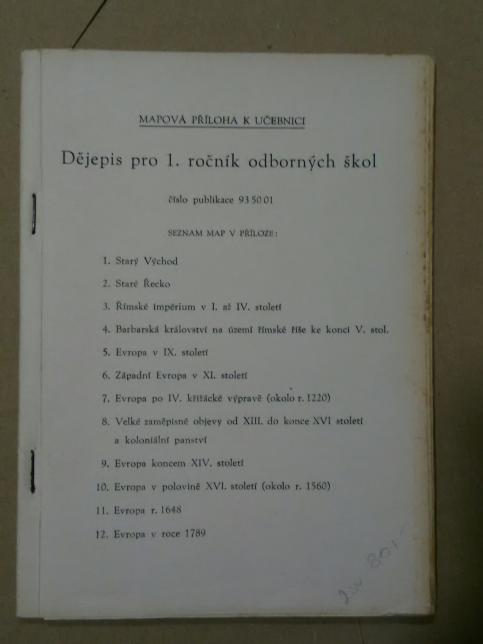 MAPOVÁ PŘÍLOHA K UČEBNICI
Dějepis pro 1. ročník odborných škol
číslo publikace 93 50 01
SEZNAM MAP V PŘÍLOZE:
1. Starý Východ
2. Staré Řecko
3. Římské impérium v I. až IV. století
4. Barbarská království na území římské říše ke konci V. stol.
5. Evropa v IX. století
6. Západní Evropa v XI. století
7. Evropa po IV. křižácké výpravě (okolo r. 1220)
8. Velké zaměpisné objevy od XIII. do konce XVI století
a koloniální panství
9. Evropa koncem XIV. století
10. Evropa v polovině XVI. století (okolo r. 1560)
11. Evropa r. 1648
12. Evropa v roce 1789